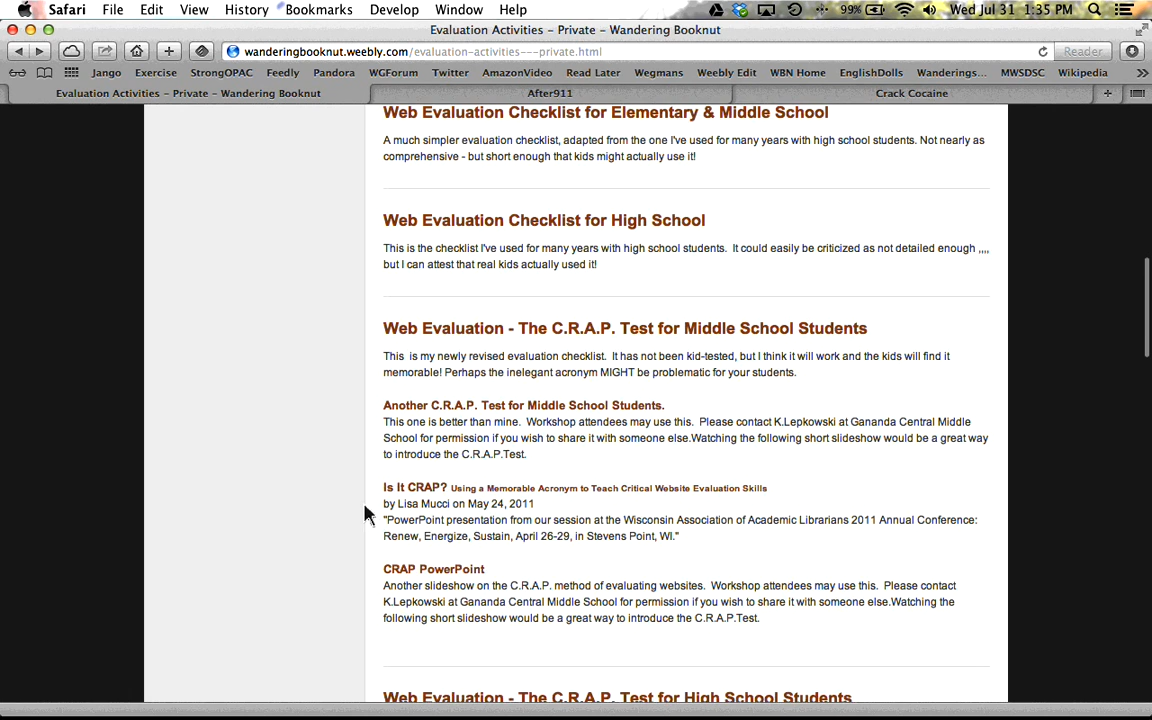 Safari File Edit View History Bookmarks Develop Window Help 99% Wed Jul 31 1:35 PM
Evaluation Activities – Private – Wandering Booknut
wanderingbooknut.weebly.com/evaluation-activities---private.html Reader
Jango Exercise StrongOPAC Feedly Pandora WGForum Twitter AmazonVideo Read Later Wegmans Weebly Edit WBN Home EnglishDolls Wanderings... MWSDSC Wikipedia
Evaluation Activities – Private – Wandering Booknut After911 Crack Cocaine
Web Evaluation Checklist for Elementary & Middle School
A much simpler evaluation checklist, adapted from the one I've used for many years with high school students. Not nearly as
comprehensive - but short enough that kids might actually use it!
Web Evaluation Checklist for High School
This is the checklist I've used for many years with high school students. It could easily be criticized as not detailed enough ,,,,
but I can attest that real kids actually used it!
Web Evaluation - The C.R.A.P. Test for Middle School Students
This is my newly revised evaluation checklist. It has not been kid-tested, but I think it will work and the kids will find it
memorable! Perhaps the inelegant acronym MIGHT be problematic for your students.
Another C.R.A.P. Test for Middle School Students.
This one is better than mine. Workshop attendees may use this. Please contact K.Lepkowski at Gananda Central Middle
School for permission if you wish to share it with someone else.Watching the following short slideshow would be a great way
to introduce the C.R.A.P.Test.
Is It CRAP? Using a Memorable Acronym to Teach Critical Website Evaluation Skills
by Lisa Mucci on May 24, 2011
"PowerPoint presentation from our session at the Wisconsin Association of Academic Librarians 2011 Annual Conference:
Renew, Energize, Sustain, April 26-29, in Stevens Point, WI."
CRAP PowerPoint
Another slideshow on the C.R.A.P. method of evaluating websites. Workshop attendees may use this. Please contact
K.Lepkowski at Gananda Central Middle School for permission if you wish to share it with someone else.Watching the
following short slideshow would be a great way to introduce the C.R.A.P.Test.
Web Evaluation - The C.R.A.P. Test for High School Students